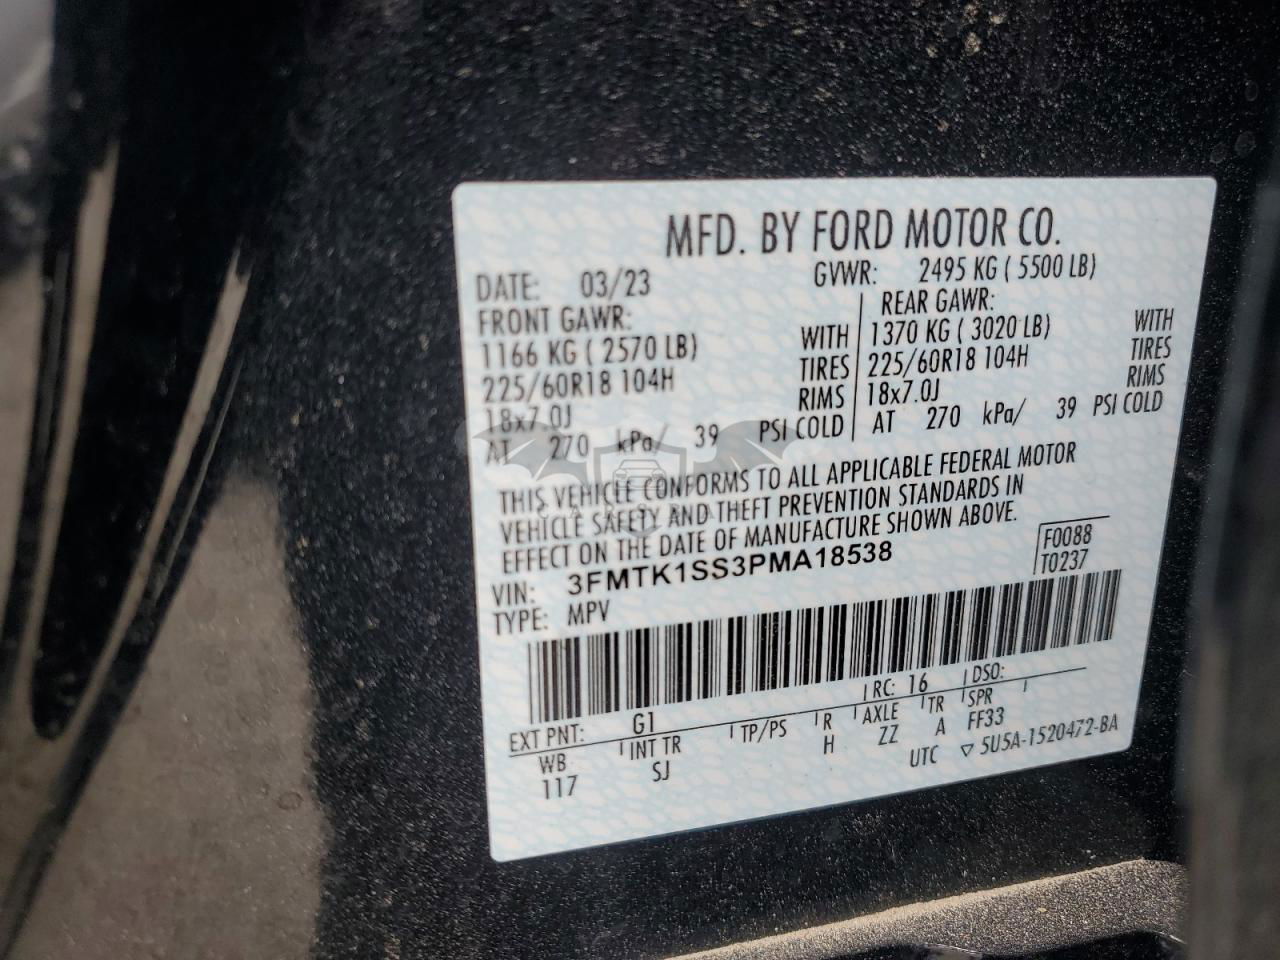 MFD. BY FORD MOTOR CO.
DATE: 03/23 GVWR: 2495 KG ( 5500 LB)
FRONT GAWR: REAR GAWR:
1166 KG ( 2570 LB) WITH 1370 KG ( 3020 LB) WITH
225/60R18 104H TIRES 225/60R18 104H TIRES
18x7.0J RIMS 18x7.0J RIMS
AT 270 kPa/ 39 PSI COLD AT 270 kPa/ 39 PSI COLD
THIS VEHICLE CONFORMS TO ALL APPLICABLE FEDERAL MOTOR
VEHICLE SAFETY AND THEFT PREVENTION STANDARDS IN
EFFECT ON THE DATE OF MANUFACTURE SHOWN ABOVE.
VIN: 3FMTK1SS3PMA18538 F0088
TYPE: MPV T0237
EXT PNT: G1 RC: 16 DSO:
WB INT TR TP/PS R AXLE TR SPR
117 SJ H ZZ A FF33
UTC ▽ 5U5A-1520472-BA